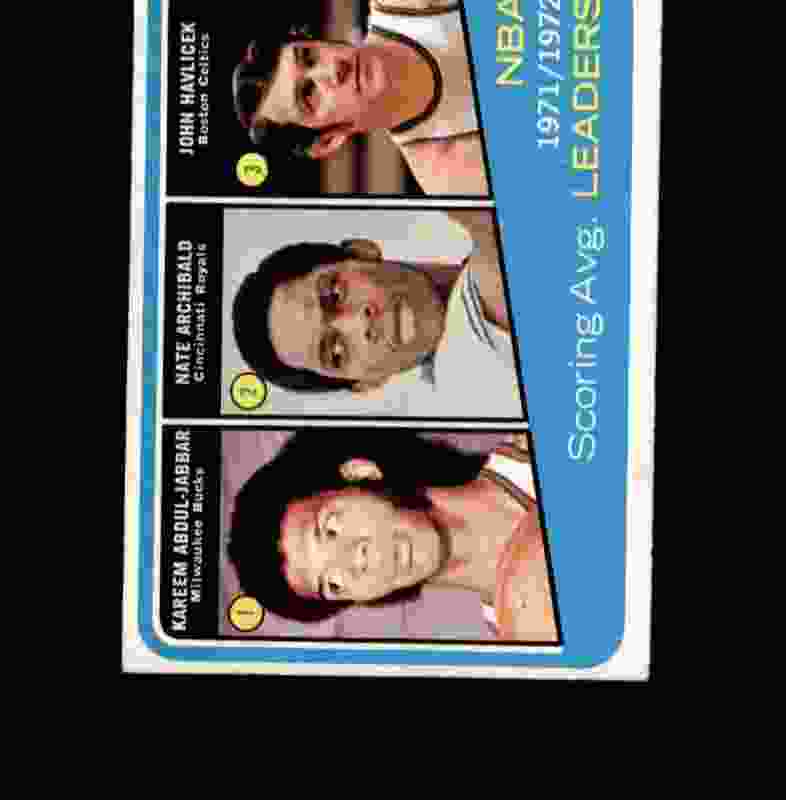 KAREEM ABDUL-JABBAR
Milwaukee Bucks
1
NATE ARCHIBALD
Cincinnati Royals
2
JOHN HAVLICEK
Boston Celtics
3
NBA
1971/1972
Scoring Avg. LEADERS